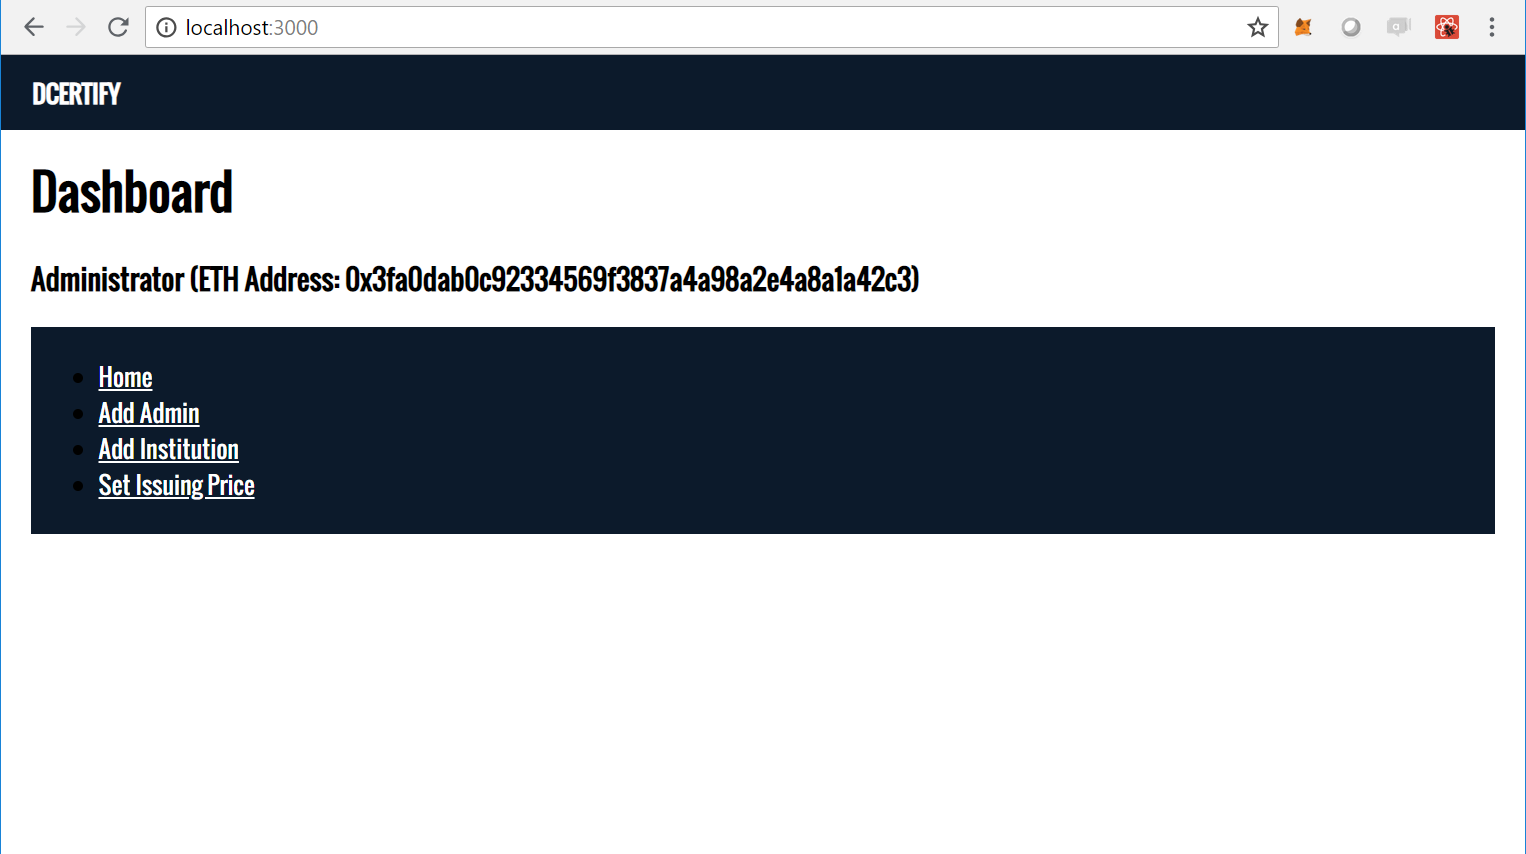 localhost:3000
DCERTIFY
Dashboard
Administrator (ETH Address: 0x3fa0dab0c92334569f3837a4a98a2e4a8a1a42c3)
Home
Add Admin
Add Institution
Set Issuing Price